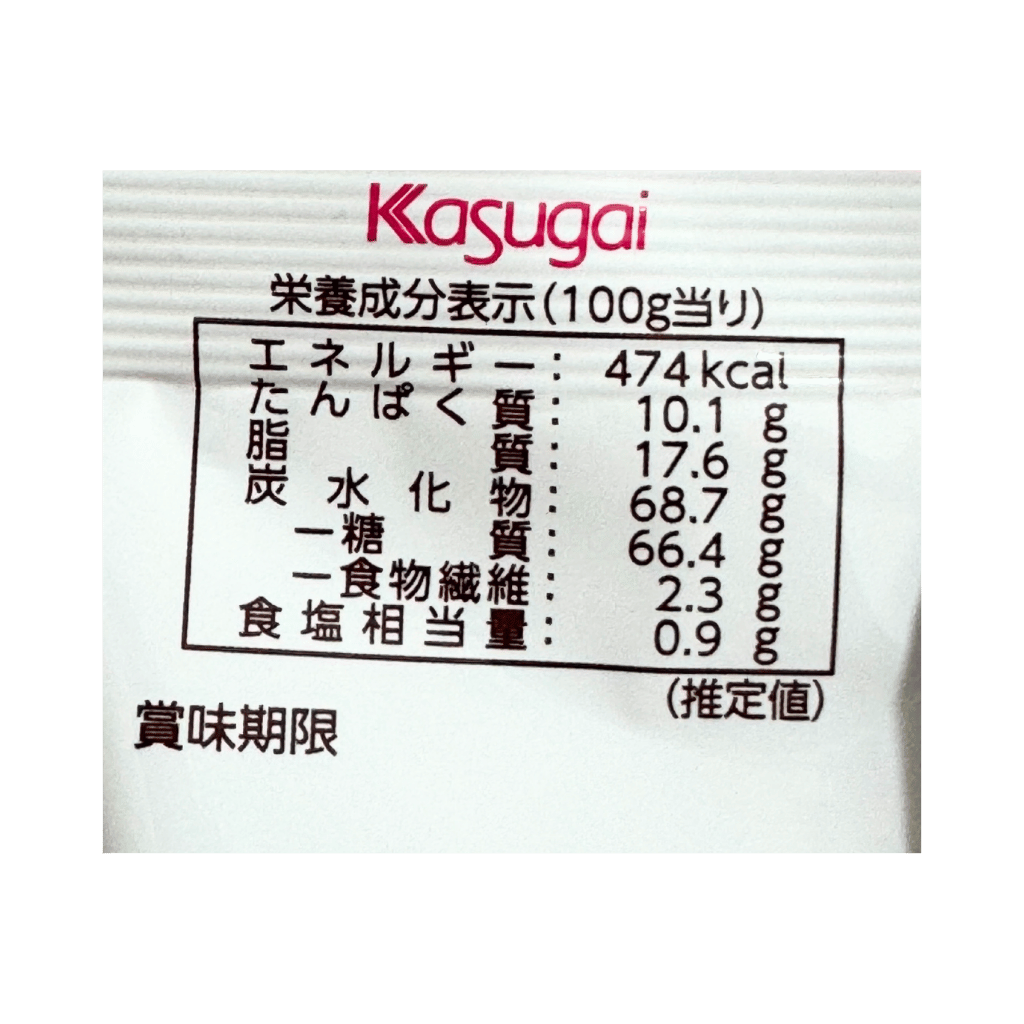 Kasugai
栄養成分表示(100g当り)
エネルギー: 474kcal
たんぱく質: 10.1 g
脂質: 17.6 g
炭水化物: 68.7 g
ー糖質: 66.4 g
ー食物繊維: 2.3 g
食塩相当量: 0.9 g
(推定値)
賞味期限